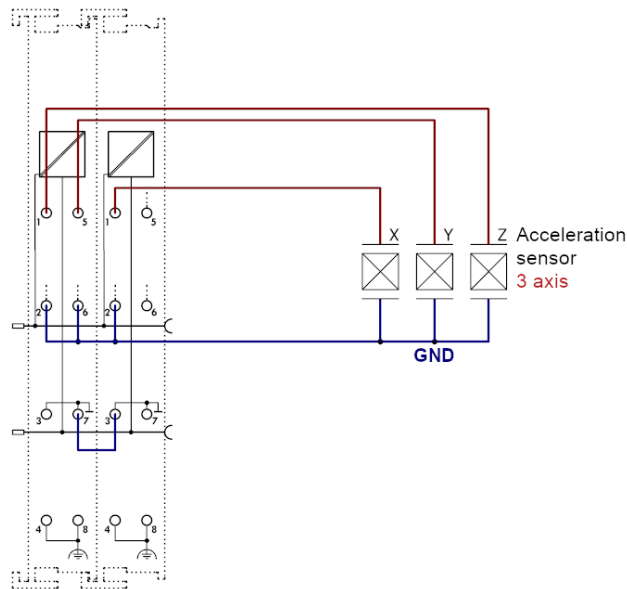 X Y Z Acceleration
sensor
3 axis
1 5 1 5
2 6 2 6
GND
3 7 3 7
4 8 4 8